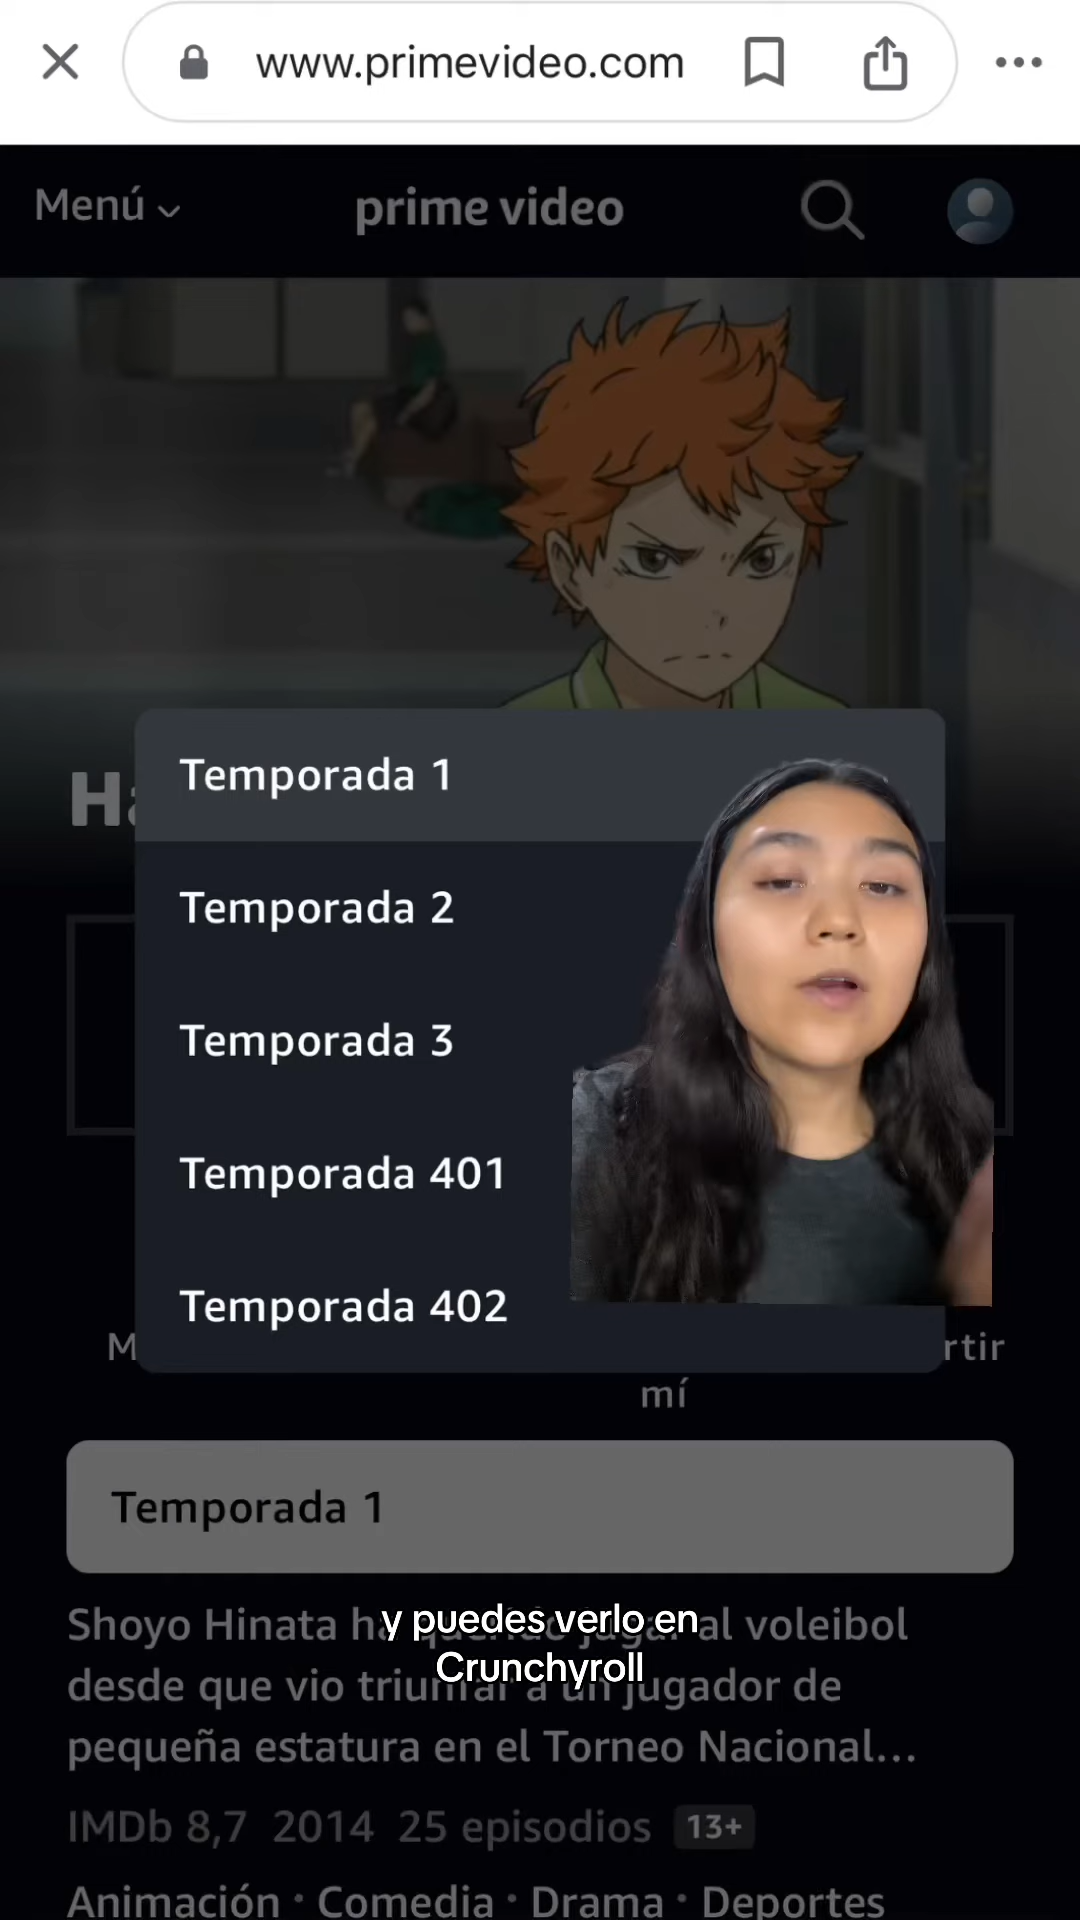 www.primevideo.com
Menú
prime video
Temporada 1
Temporada 2
Temporada 3
Temporada 401
Temporada 402
mí
Temporada 1
Shoyo Hinata al voleibol
y puedes verlo en
desde que vio a un jugador de
Crunchyroll
pequeña estatura en el Torneo Nacional...
IMDb 8,7 2014 25 episodios 13+
Animación · Comedia · Drama · Deportes